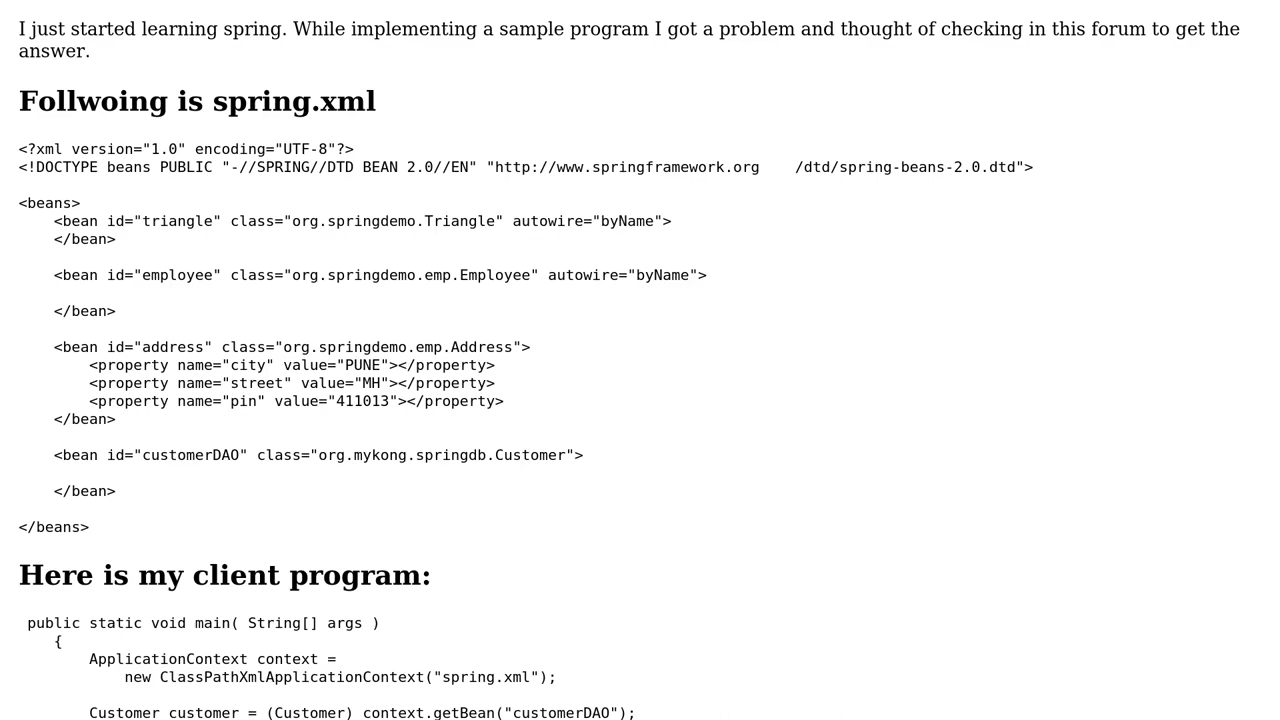 I just started learning spring. While implementing a sample program I got a problem and thought of checking in this forum to get the
answer.
Follwoing is spring.xml
<?xml version="1.0" encoding="UTF-8"?>
<!DOCTYPE beans PUBLIC "-//SPRING//DTD BEAN 2.0//EN" "http://www.springframework.org    /dtd/spring-beans-2.0.dtd">
<beans>
    <bean id="triangle" class="org.springdemo.Triangle" autowire="byName">
    </bean>
    <bean id="employee" class="org.springdemo.emp.Employee" autowire="byName">
    </bean>
    <bean id="address" class="org.springdemo.emp.Address">
        <property name="city" value="PUNE"></property>
        <property name="street" value="MH"></property>
        <property name="pin" value="411013"></property>
    </bean>
    <bean id="customerDAO" class="org.mykong.springdb.Customer">
    </bean>
</beans>
Here is my client program:
 public static void main( String[] args )
    {
        ApplicationContext context =
            new ClassPathXmlApplicationContext("spring.xml");
        Customer customer = (Customer) context.getBean("customerDAO");